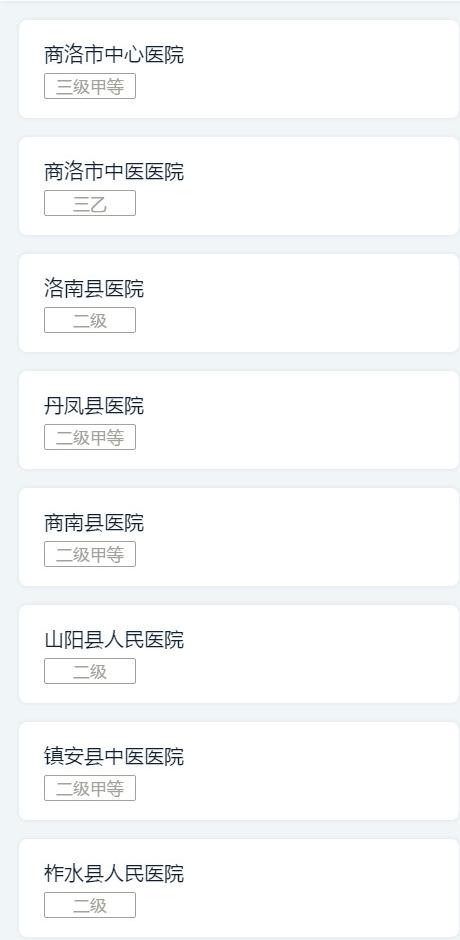 商洛市中心医院
三级甲等
商洛市中医医院
三乙
洛南县医院
二级
丹凤县医院
二级甲等
商南县医院
二级甲等
山阳县人民医院
二级
镇安县中医医院
二级甲等
柞水县人民医院
二级